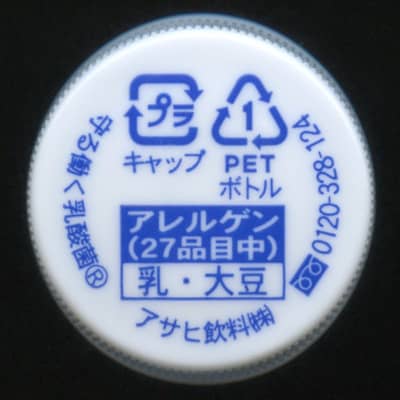 守る働く乳酸菌®
プラ
キャップ
1
PET
ボトル
0120-328-124
アレルゲン
(27品目中)
乳・大豆
アサヒ飲料㈱